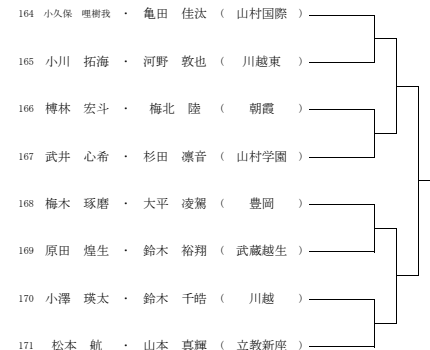 164 小久保 哩樹我 ・ 亀田 佳汰 ( 山村国際 )
165 小川 拓海 ・ 河野 敦也 ( 川越東 )
166 榑林 宏斗 ・ 梅北 陸 ( 朝霞 )
167 武井 心希 ・ 杉田 凛音 ( 山村学園 )
168 梅木 琢磨 ・ 大平 凌駕 ( 豊岡 )
169 原田 煌生 ・ 鈴木 裕翔 ( 武蔵越生 )
170 小澤 瑛太 ・ 鈴木 千皓 ( 川越 )
171 松本 航 ・ 山本 真輝 ( 立教新座 )